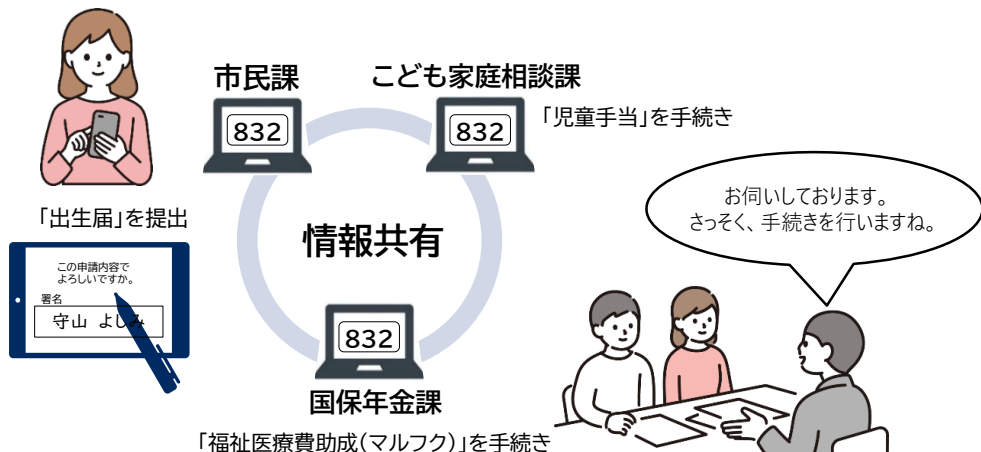 市民課
こども家庭相談課
832
832
「児童手当」を手続き
「出生届」を提出
情報共有
お伺いしております。
さっそく、手続きを行いますね。
この申請内容で
よろしいですか。
署名
守山 よしみ
832
国保年金課
「福祉医療費助成(マルフク)」を手続き